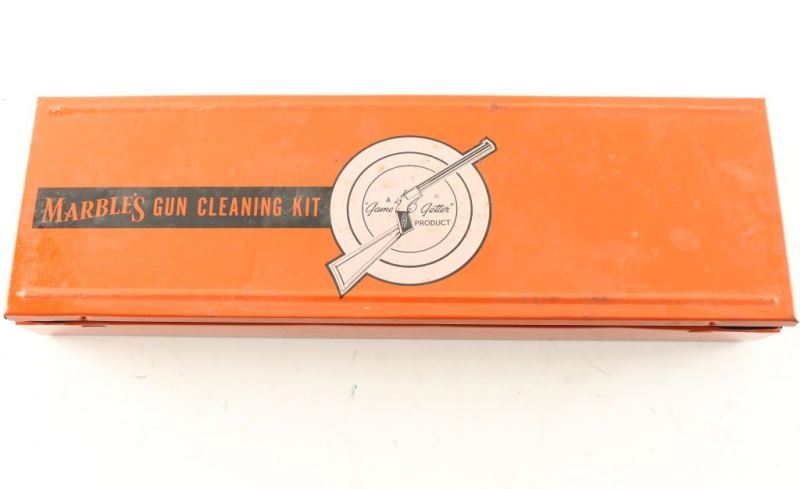 MARBLE'S GUN CLEANING KIT
A
"Game Getter"
PRODUCT